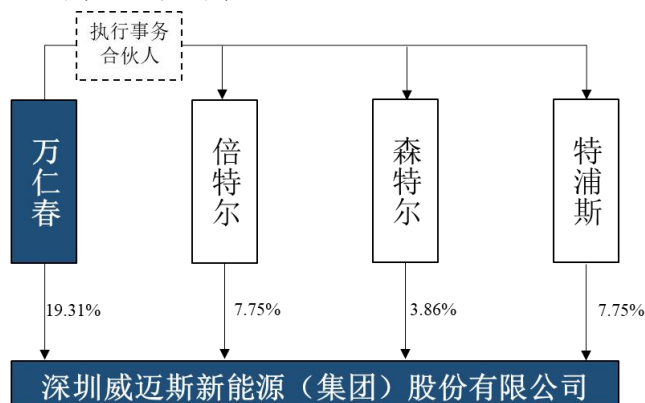 执行事务
合伙人
万仁春
倍特尔
森特尔
特浦斯
19.31%
7.75%
3.86%
7.75%
深圳威迈斯新能源（集团）股份有限公司